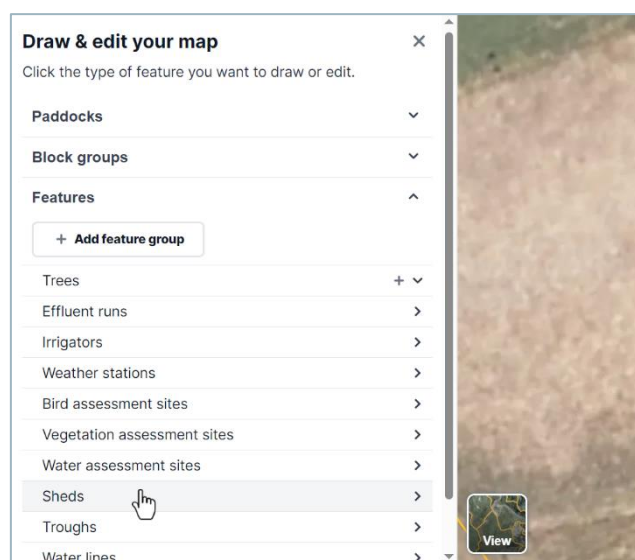 Draw & edit your map
Click the type of feature you want to draw or edit.
Paddocks
Block groups
Features
+ Add feature group
Trees
Effluent runs
Irrigators
Weather stations
Bird assessment sites
Vegetation assessment sites
Water assessment sites
Sheds
Troughs
Water lines
View